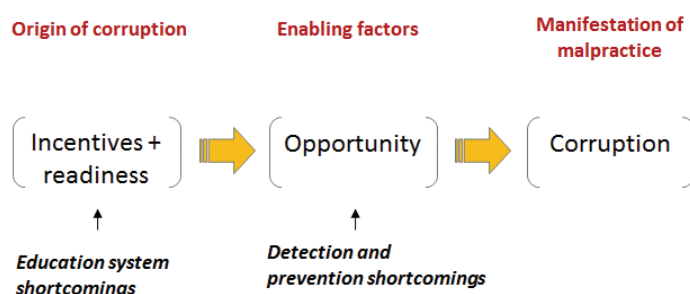 Origin of corruption
Enabling factors
Manifestation of
malpractice
Incentives +
readiness
Opportunity
Corruption
Education system
shortcomings
Detection and
prevention shortcomings